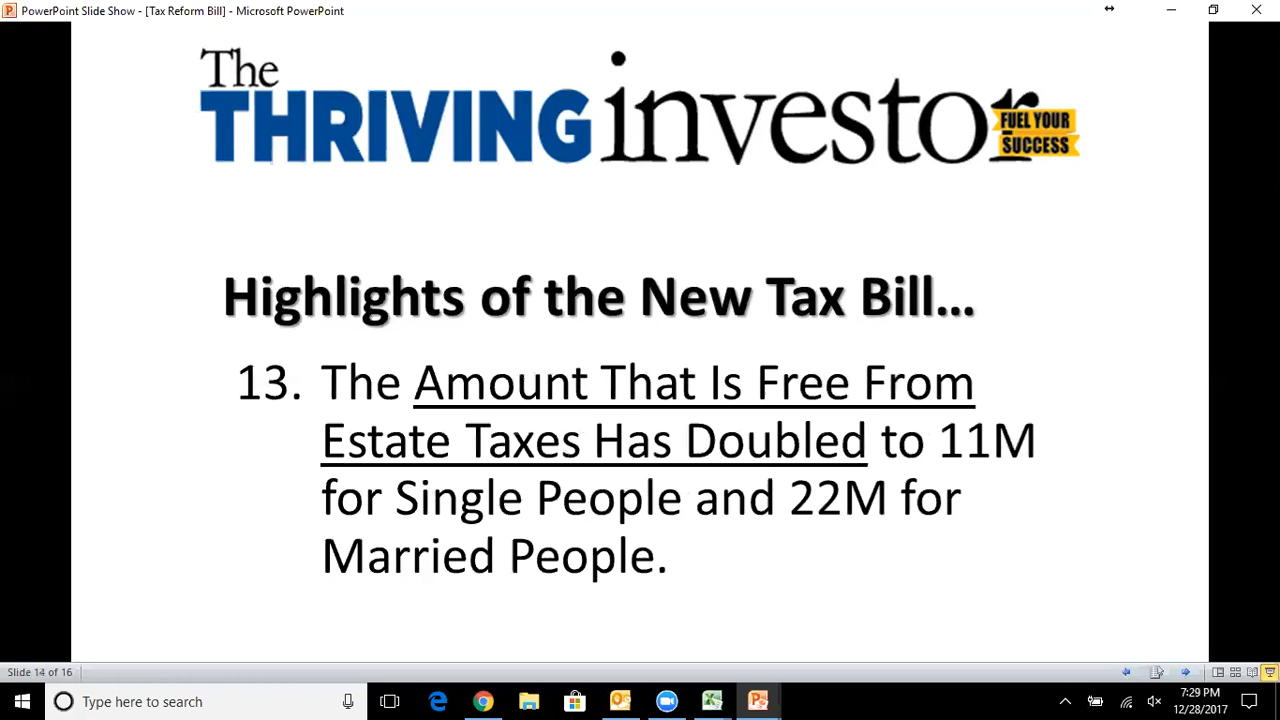 PowerPoint Slide Show - [Tax Reform Bill] - Microsoft PowerPoint
The
THRIVING investor
FUEL YOUR
SUCCESS
Highlights of the New Tax Bill...
13. The Amount That Is Free From
Estate Taxes Has Doubled to 11M
for Single People and 22M for
Married People.
Slide 14 of 16
Type here to search
7:29 PM
12/28/2017